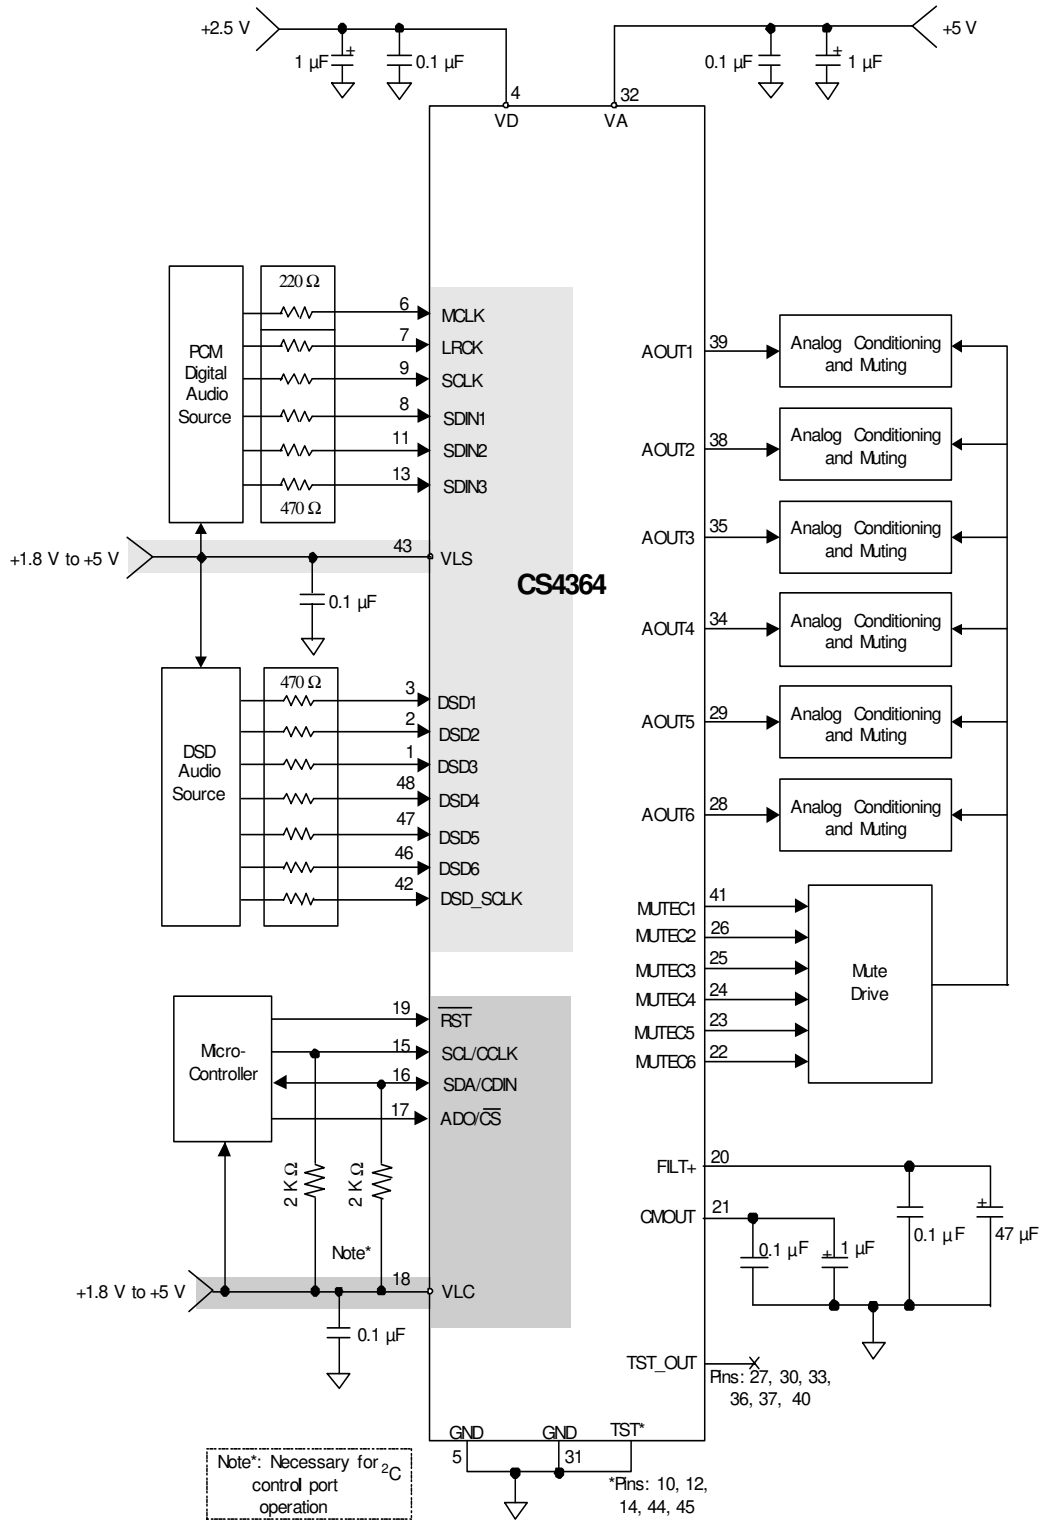 +2.5 V
+5 V
1 µF
+
0.1 µF
0.1 µF
+
1 µF
4
32
VD
VA
220 Ω
6
MCLK
7
LRCK
9
SCLK
8
SDIN1
11
SDIN2
13
SDIN3
470 Ω
PCM
Digital
Audio
Source
39
AOUT1
Analog Conditioning
and Muting
38
AOUT2
Analog Conditioning
and Muting
35
AOUT3
Analog Conditioning
and Muting
34
AOUT4
Analog Conditioning
and Muting
29
AOUT5
Analog Conditioning
and Muting
28
AOUT6
Analog Conditioning
and Muting
+1.8 V to +5 V
43
VLS
0.1 µF
CS4364
470 Ω
3
DSD1
2
DSD2
1
DSD3
48
DSD4
47
DSD5
46
DSD6
42
DSD_SCLK
DSD
Audio
Source
41
MUTEC1
26
MUTEC2
25
MUTEC3
24
MUTEC4
23
MUTEC5
22
MUTEC6
Mute
Drive
Micro-
Controller
19
RST
15
SCL/CCLK
16
SDA/CDIN
17
ADO/CS
2 K Ω
2 K Ω
Note*
+1.8 V to +5 V
18
VLC
0.1 µF
20
FILT+
21
CMOUT
0.1 µF
+
1 µF
0.1 µF
+
47 µF
TST_OUT
Pins: 27, 30, 33,
36, 37, 40
GND
5
GND
31
TST*
*Pins: 10, 12,
14, 44, 45
Note*: Necessary for ²C
control port
operation